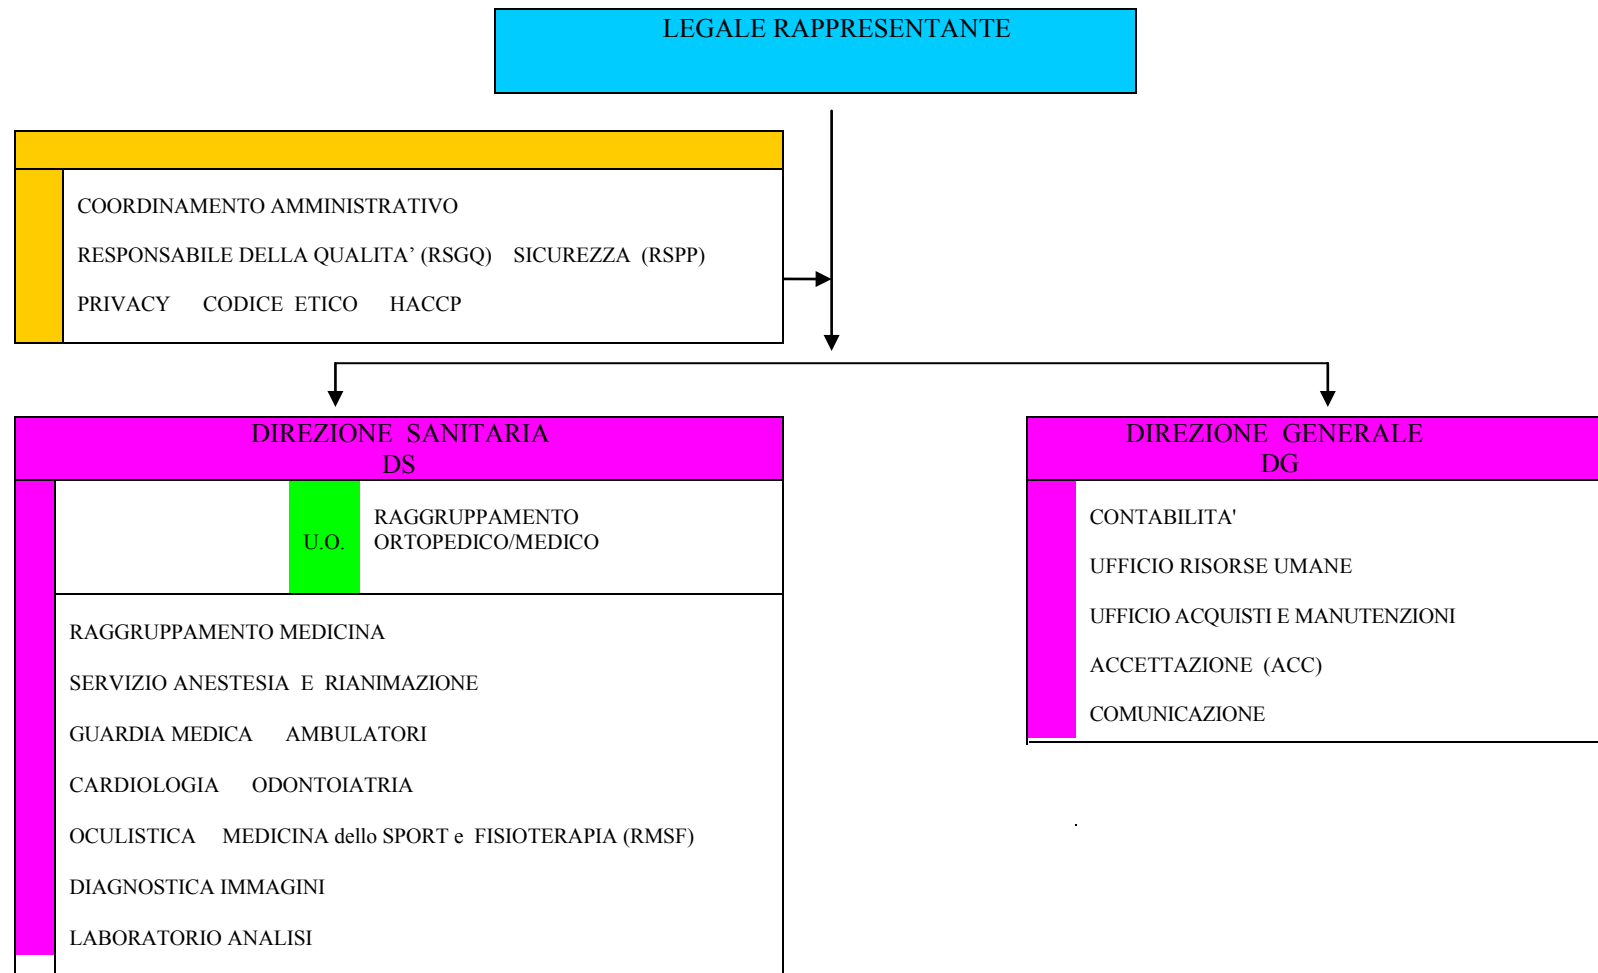 LEGALE RAPPRESENTANTE
COORDINAMENTO AMMINISTRATIVO
RESPONSABILE DELLA QUALITA’ (RSGQ) SICUREZZA (RSPP)
PRIVACY CODICE ETICO HACCP
DIREZIONE SANITARIA
DS
U.O.
RAGGRUPPAMENTO
ORTOPEDICO/MEDICO
RAGGRUPPAMENTO MEDICINA
SERVIZIO ANESTESIA E RIANIMAZIONE
GUARDIA MEDICA AMBULATORI
CARDIOLOGIA ODONTOIATRIA
OCULISTICA MEDICINA dello SPORT e FISIOTERAPIA (RMSF)
DIAGNOSTICA IMMAGINI
LABORATORIO ANALISI
DIREZIONE GENERALE
DG
CONTABILITA'
UFFICIO RISORSE UMANE
UFFICIO ACQUISTI E MANUTENZIONI
ACCETTAZIONE (ACC)
COMUNICAZIONE
.